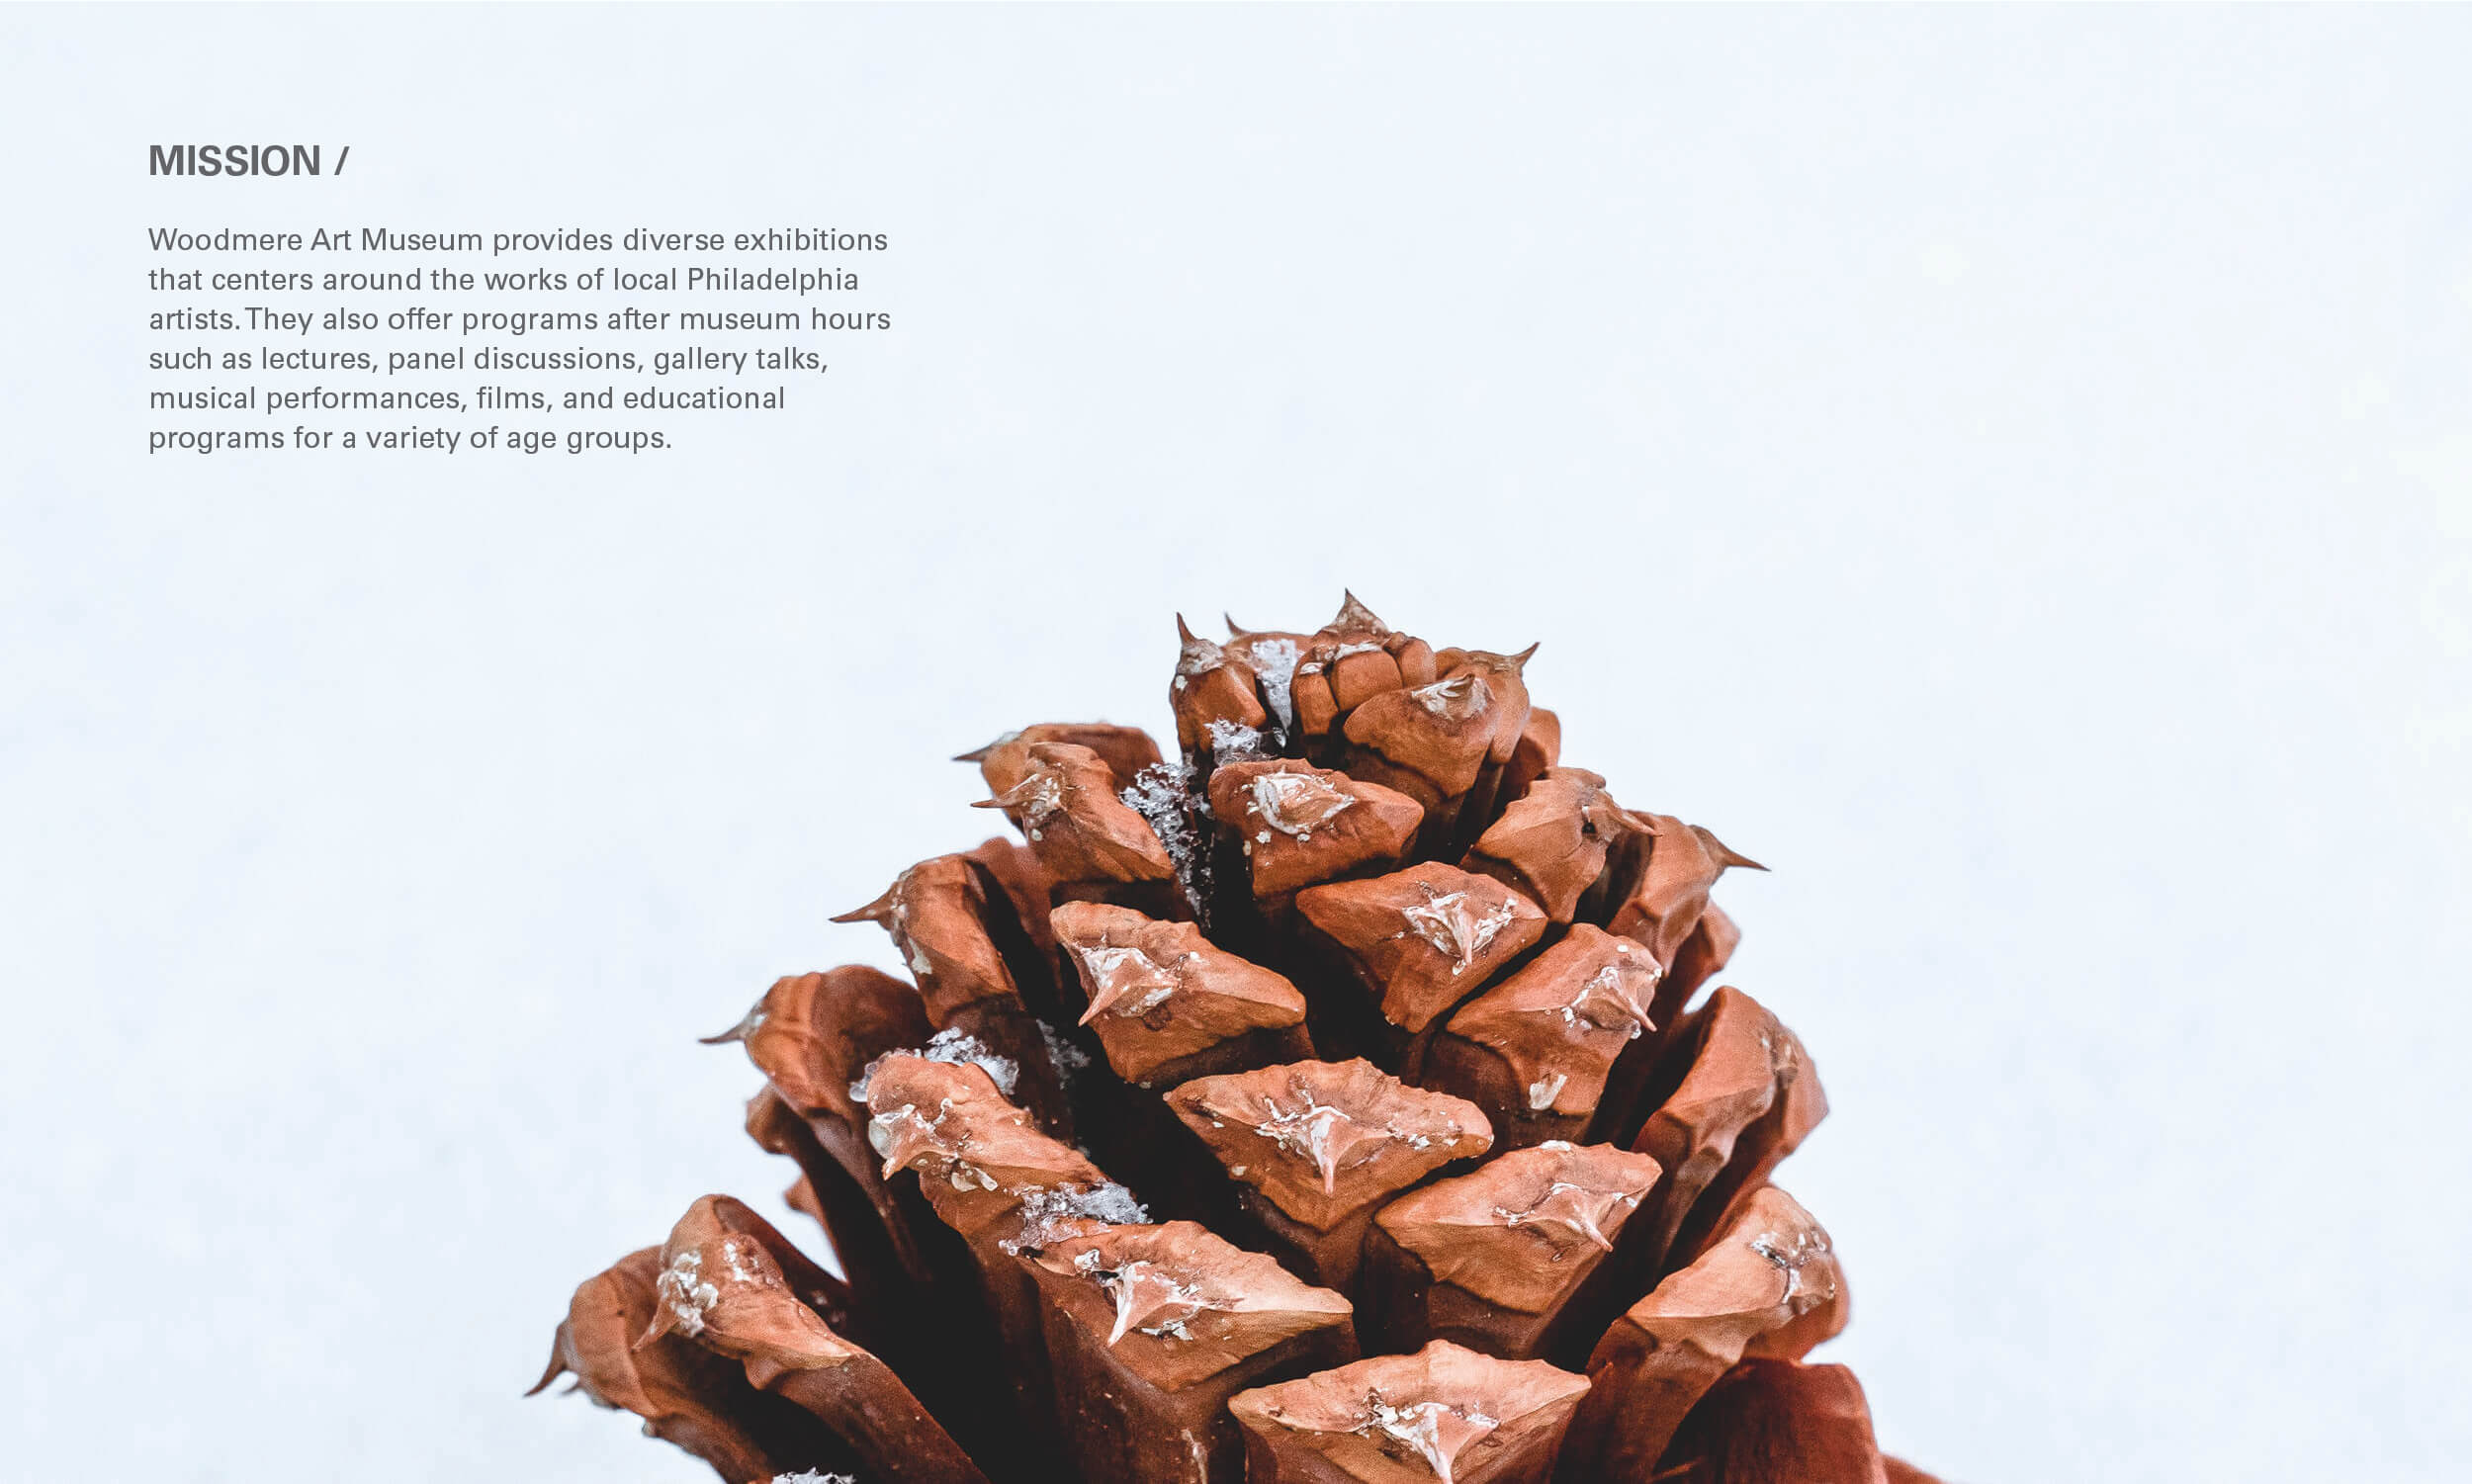 MISSION /
Woodmere Art Museum provides diverse exhibitions
that centers around the works of local Philadelphia
artists. They also offer programs after museum hours
such as lectures, panel discussions, gallery talks,
musical performances, films, and educational
programs for a variety of age groups.